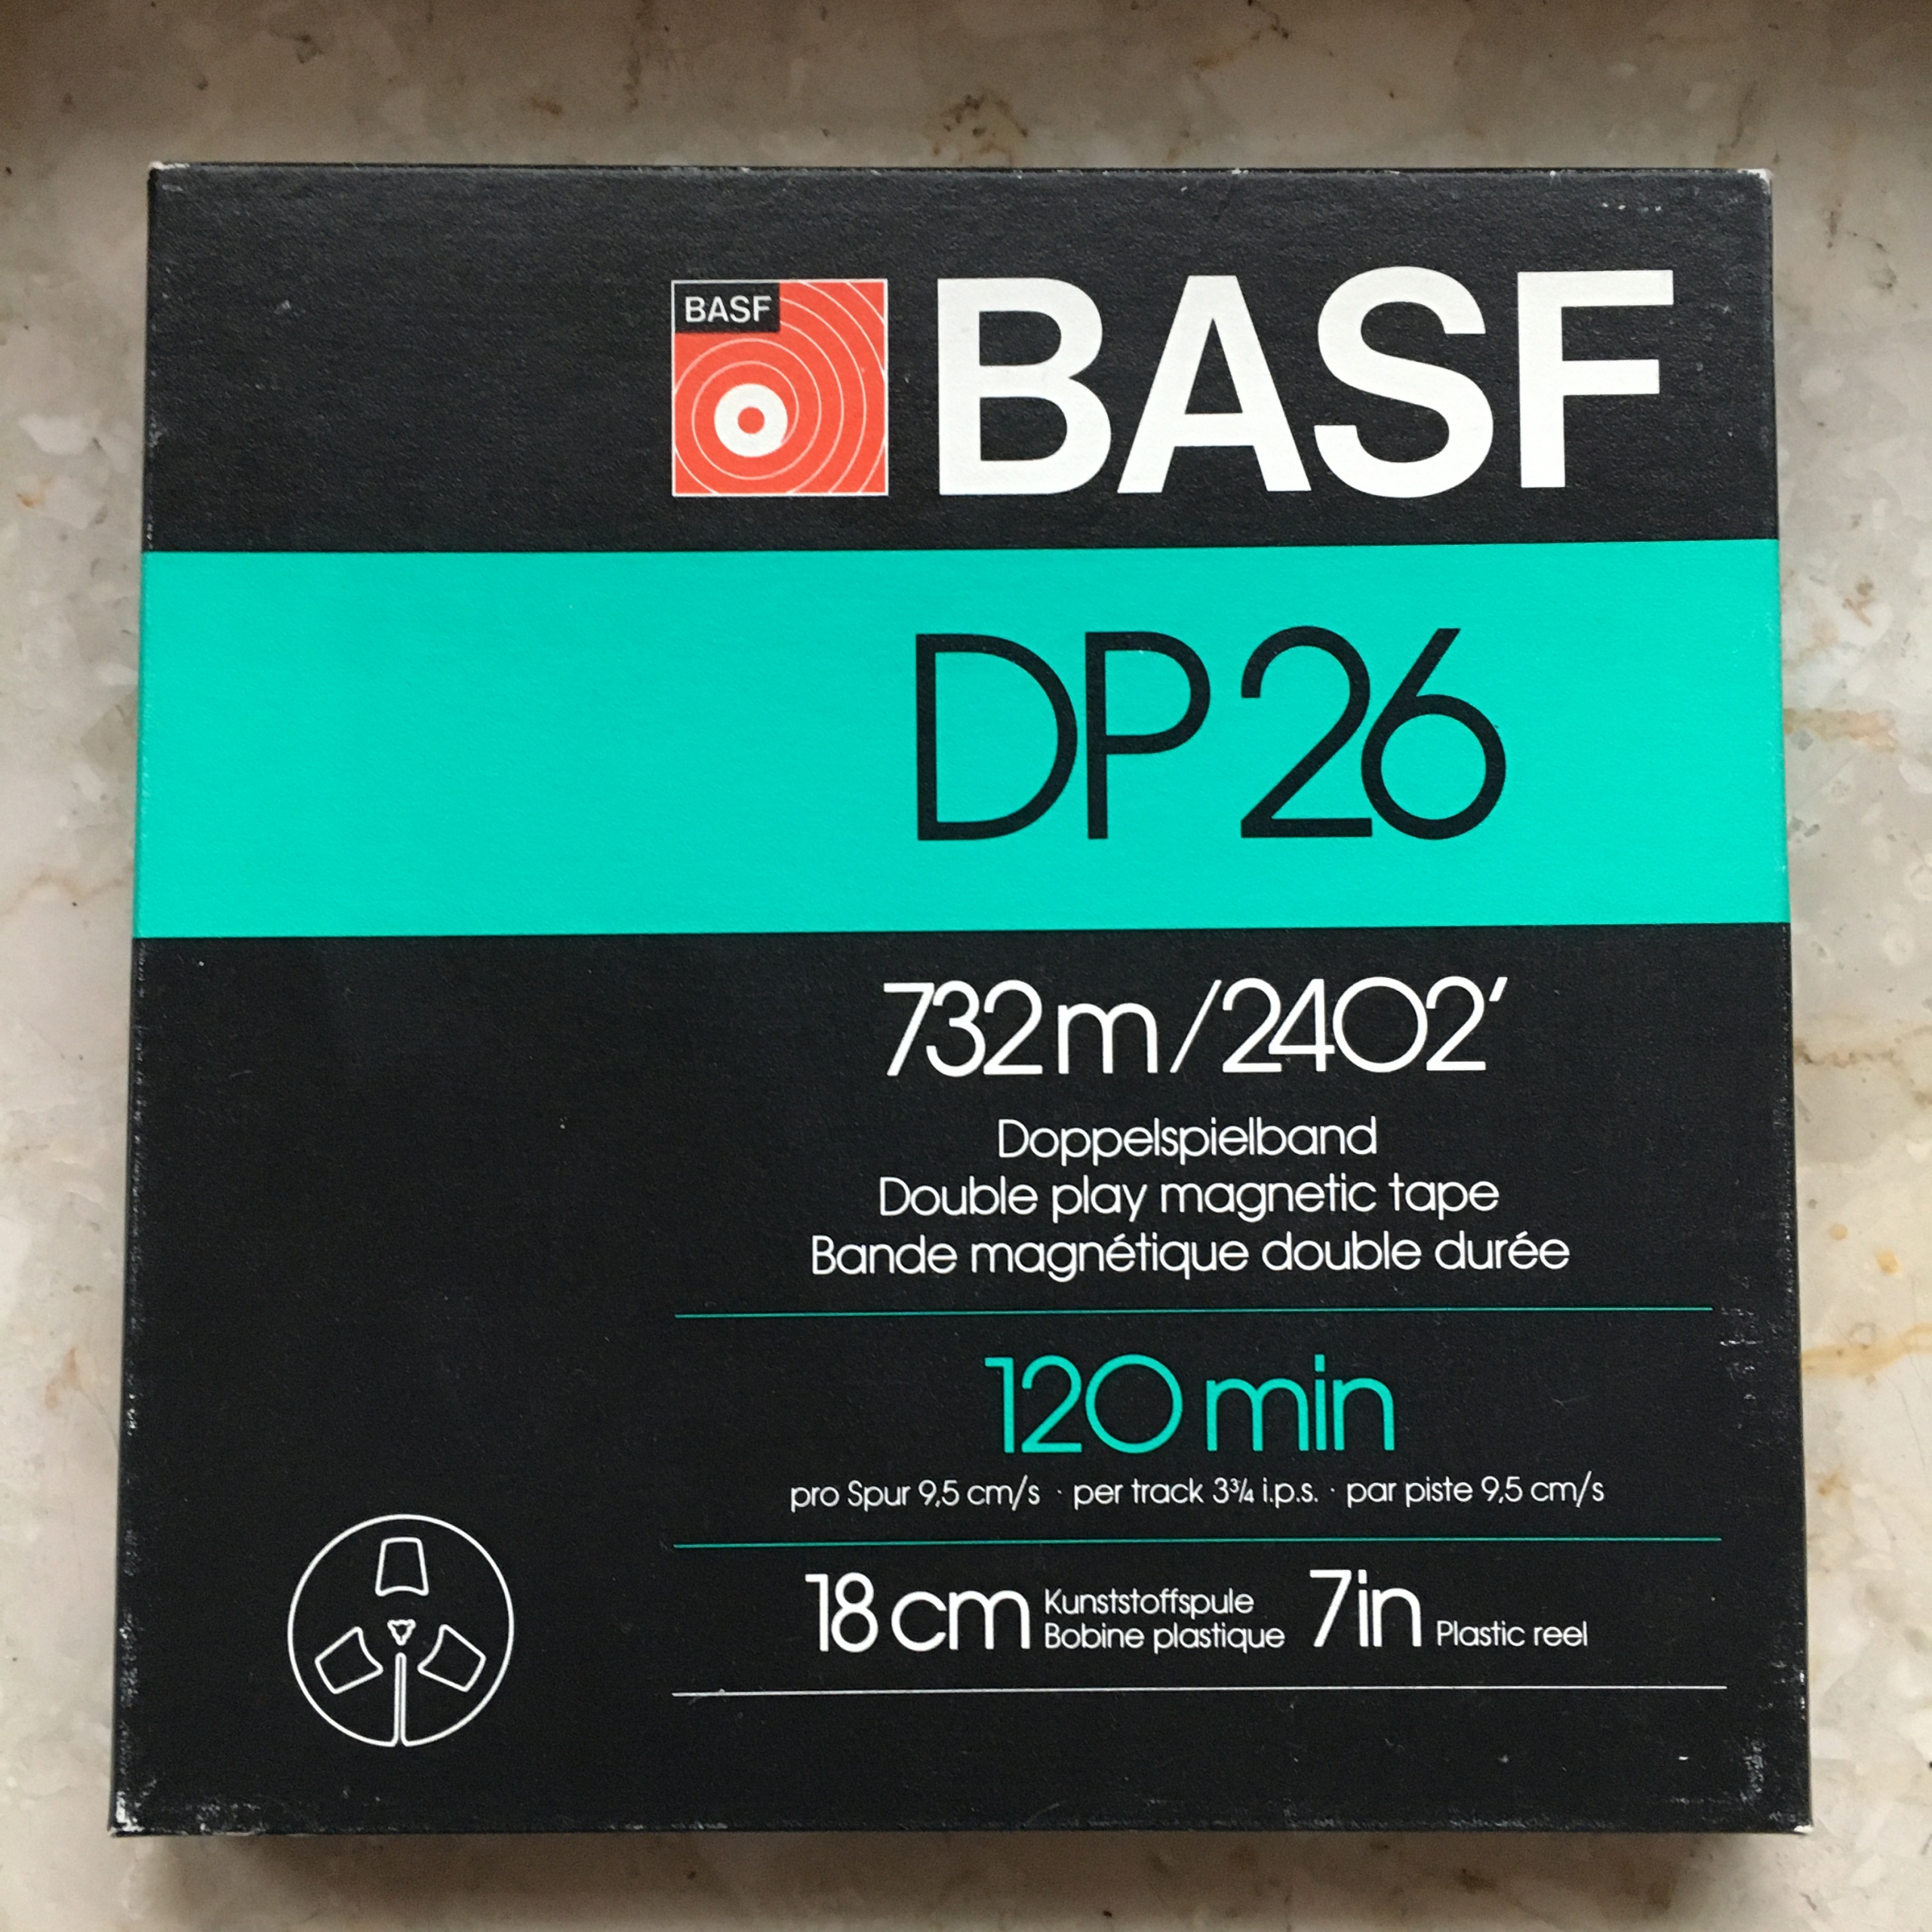 BASF
BASF
DP 26
732 m / 2402'
Doppelspielband
Double play magnetic tape
Bande magnétique double durée
120 min
pro Spur 9,5 cm/s · per track 3¾ i.p.s. · par piste 9,5 cm/s
18 cm Kunststoffspule
Bobine plastique 7in Plastic reel